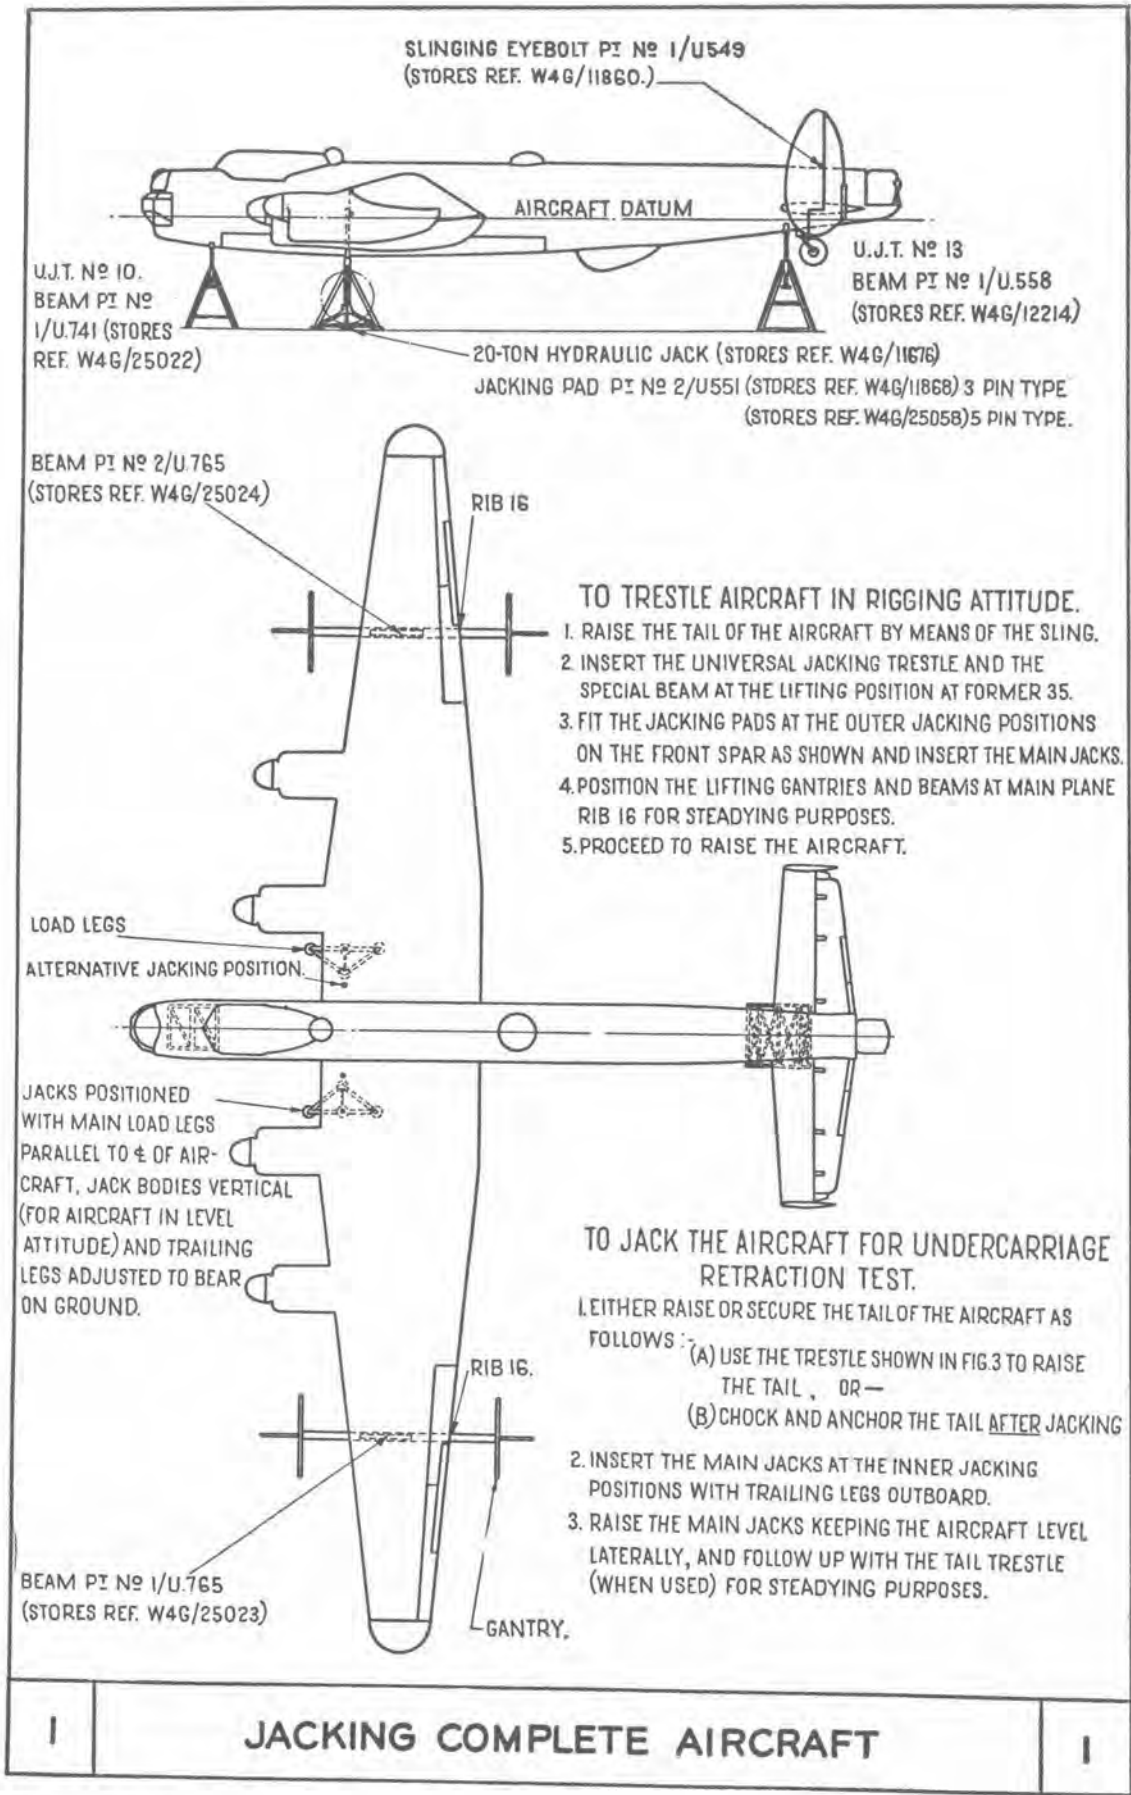 SLINGING EYEBOLT PT Nº 1/U549
(STORES REF. W4G/11860.)
AIRCRAFT DATUM
U.J.T. Nº 10.
BEAM PT Nº
1/U.741 (STORES
REF. W4G/25022)
U.J.T. Nº 13
BEAM PT Nº 1/U.558
(STORES REF. W4G/12214)
20-TON HYDRAULIC JACK (STORES REF. W4G/11676)
JACKING PAD PT Nº 2/U551 (STORES REF. W4G/11868) 3 PIN TYPE
(STORES REF. W4G/25058) 5 PIN TYPE.
BEAM PT Nº 2/U.765
(STORES REF. W4G/25024)
RIB 16
TO TRESTLE AIRCRAFT IN RIGGING ATTITUDE.
1. RAISE THE TAIL OF THE AIRCRAFT BY MEANS OF THE SLING.
2. INSERT THE UNIVERSAL JACKING TRESTLE AND THE
SPECIAL BEAM AT THE LIFTING POSITION AT FORMER 35.
3. FIT THE JACKING PADS AT THE OUTER JACKING POSITIONS
ON THE FRONT SPAR AS SHOWN AND INSERT THE MAIN JACKS.
4. POSITION THE LIFTING GANTRIES AND BEAMS AT MAIN PLANE
RIB 16 FOR STEADYING PURPOSES.
5. PROCEED TO RAISE THE AIRCRAFT.
LOAD LEGS
ALTERNATIVE JACKING POSITION.
JACKS POSITIONED
WITH MAIN LOAD LEGS
PARALLEL TO ℄ OF AIR-
CRAFT, JACK BODIES VERTICAL
(FOR AIRCRAFT IN LEVEL
ATTITUDE) AND TRAILING
LEGS ADJUSTED TO BEAR
ON GROUND.
TO JACK THE AIRCRAFT FOR UNDERCARRIAGE
RETRACTION TEST.
1. EITHER RAISE OR SECURE THE TAIL OF THE AIRCRAFT AS
FOLLOWS :-
(A) USE THE TRESTLE SHOWN IN FIG.3 TO RAISE
THE TAIL, OR —
(B) CHOCK AND ANCHOR THE TAIL AFTER JACKING
2. INSERT THE MAIN JACKS AT THE INNER JACKING
POSITIONS WITH TRAILING LEGS OUTBOARD.
3. RAISE THE MAIN JACKS KEEPING THE AIRCRAFT LEVEL
LATERALLY, AND FOLLOW UP WITH THE TAIL TRESTLE
(WHEN USED) FOR STEADYING PURPOSES.
RIB 16.
BEAM PT Nº 1/U.765
(STORES REF. W4G/25023)
GANTRY.
1
JACKING COMPLETE AIRCRAFT
1